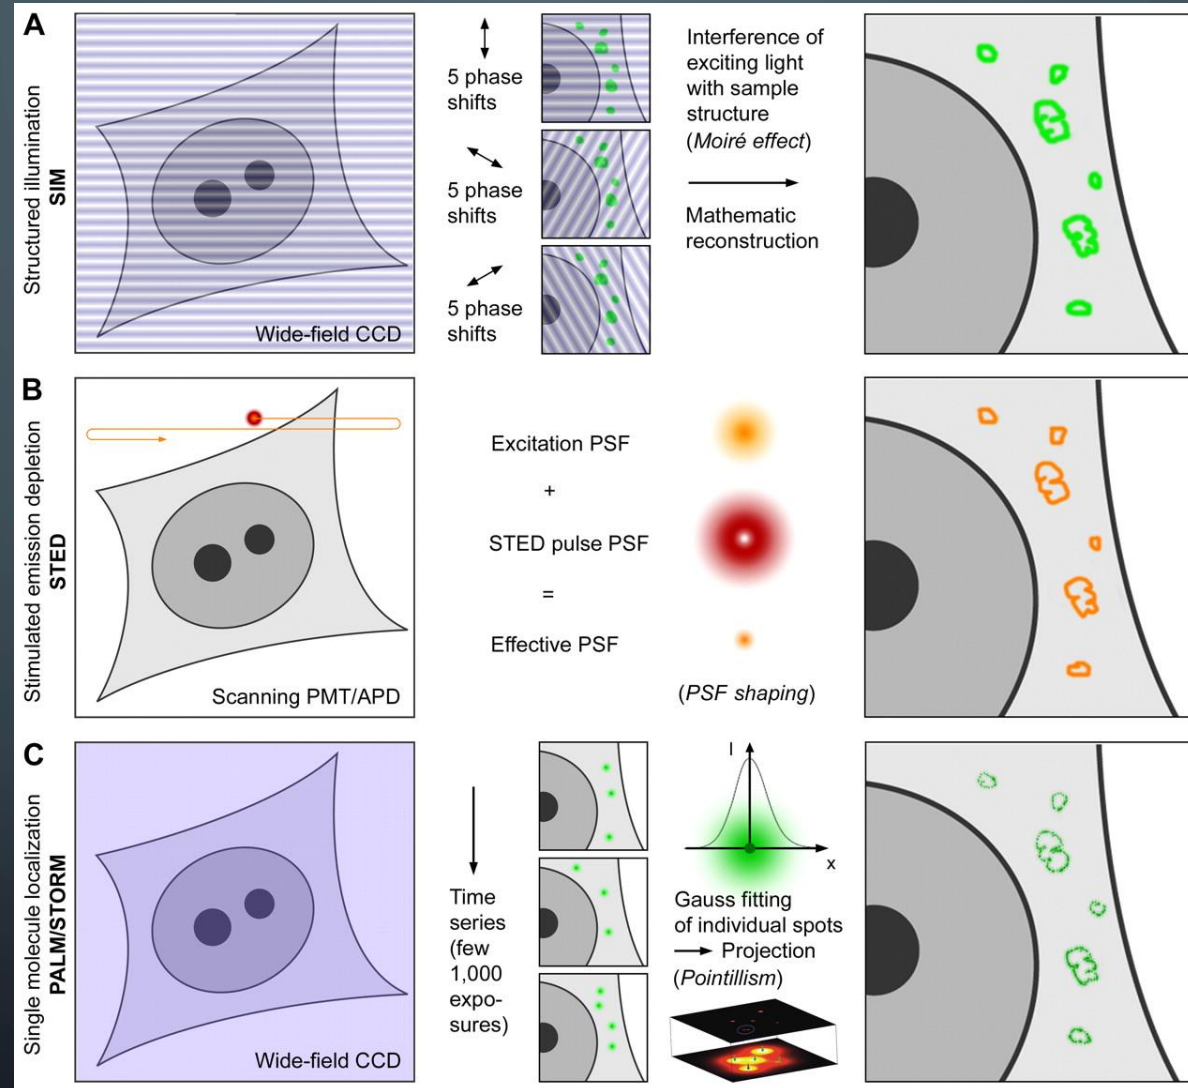 A
Structured illumination
SIM
Wide-field CCD
5 phase
shifts
5 phase
shifts
5 phase
shifts
Interference of
exciting light
with sample
structure
(Moiré effect)
Mathematic
reconstruction
B
Stimulated emission depletion
STED
Scanning PMT/APD
Excitation PSF
+
STED pulse PSF
=
Effective PSF
(PSF shaping)
C
Single molecule localization
PALM/STORM
Wide-field CCD
Time
series
(few
1,000
expo-
sures)
I
x
Gauss fitting
of individual spots
Projection
(Pointillism)